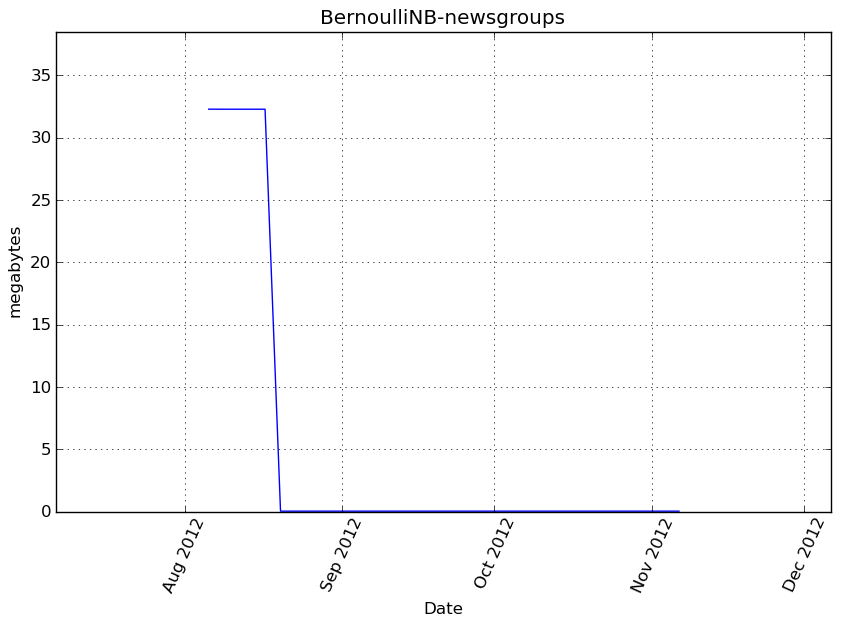 BernoulliNB-newsgroups
megabytes
35
30
25
20
15
10
5
0
Aug 2012
Sep 2012
Oct 2012
Nov 2012
Dec 2012
Date